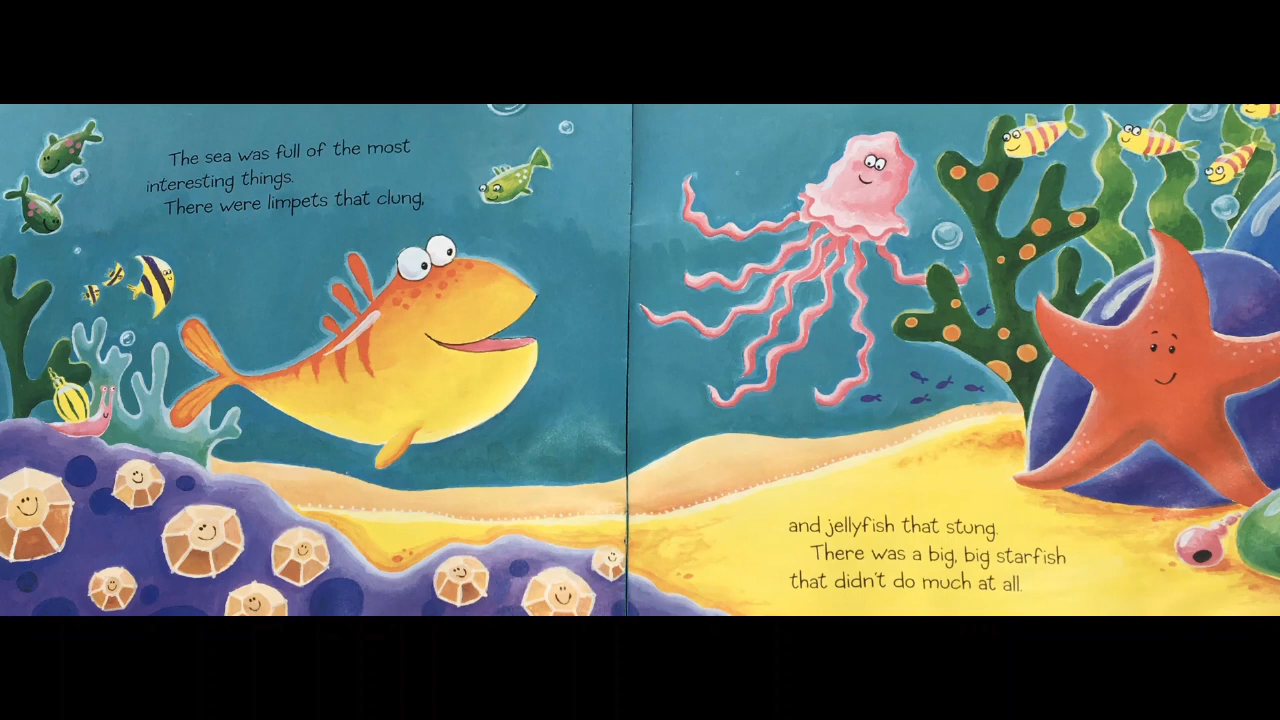 The sea was full of the most
interesting things.
There were limpets that clung,
and jellyfish that stung.
There was a big, big starfish
that didn't do much at all.